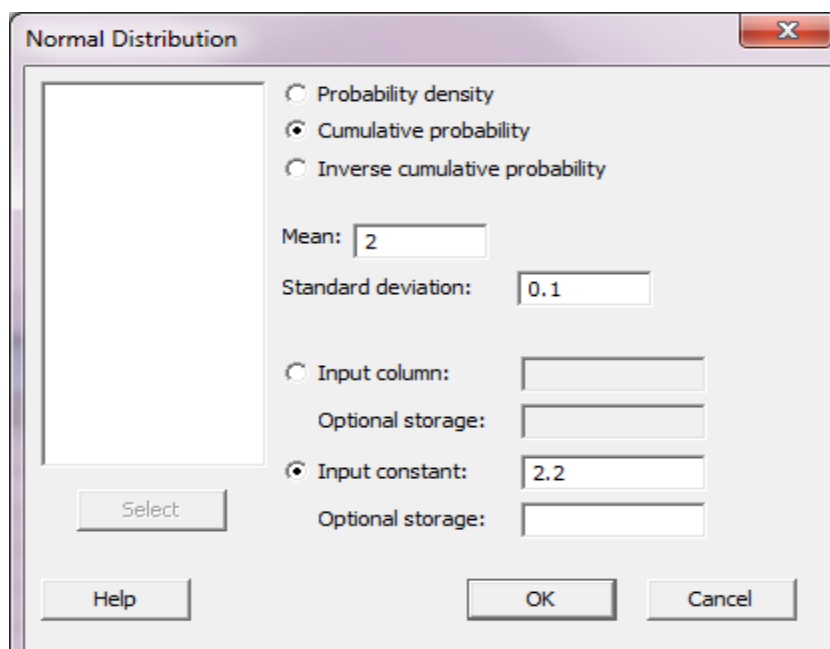 Normal Distribution
Probability density
Cumulative probability
Inverse cumulative probability
Mean: 2
Standard deviation: 0.1
Input column:
Optional storage:
Input constant: 2.2
Optional storage:
Select
Help OK Cancel